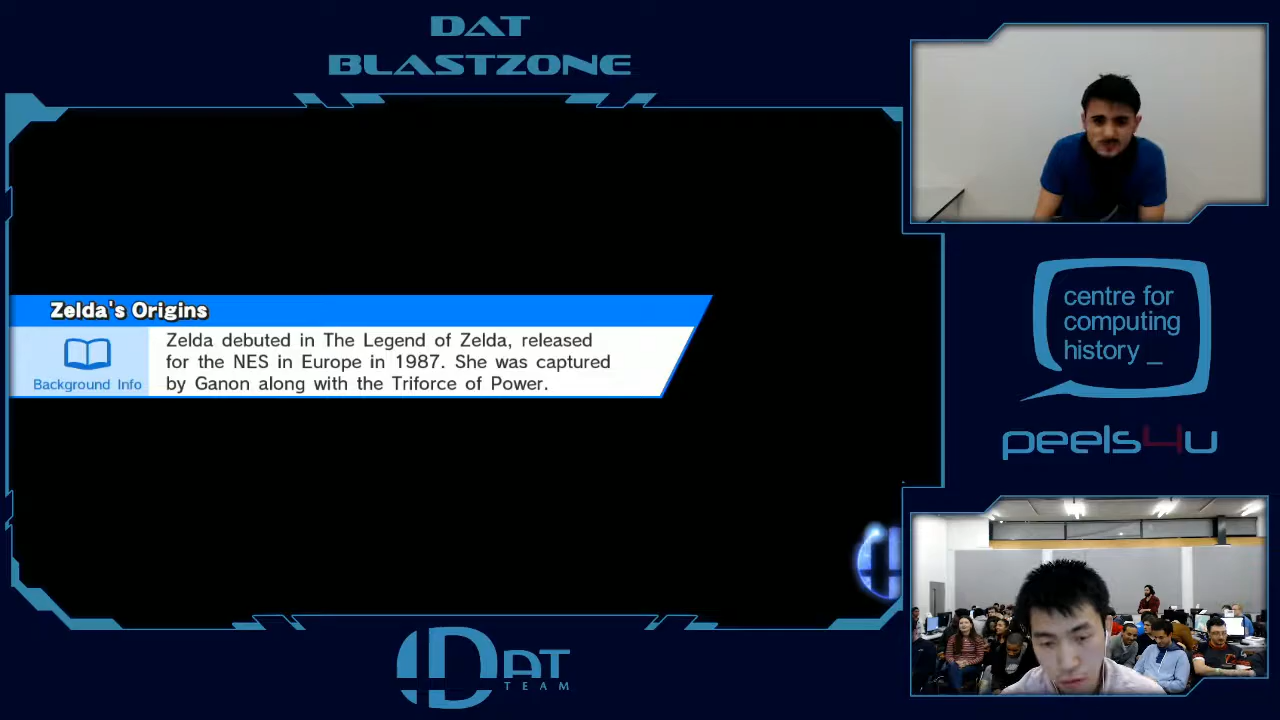 DAT
BLASTZONE
Zelda's Origins
Background Info
Zelda debuted in The Legend of Zelda, released
for the NES in Europe in 1987. She was captured
by Ganon along with the Triforce of Power.
centre for
computing
history _
peels4u
DAT
TEAM